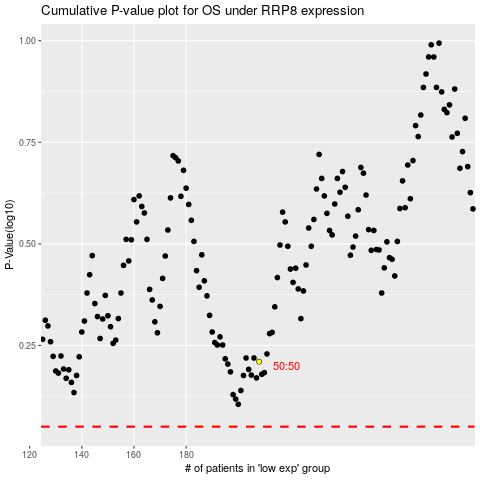 Cumulative P-value plot for OS under RRP8 expression
1.00
0.75
0.50
0.25
P-Value(log10)
50:50
120 140 160 180
# of patients in 'low exp' group